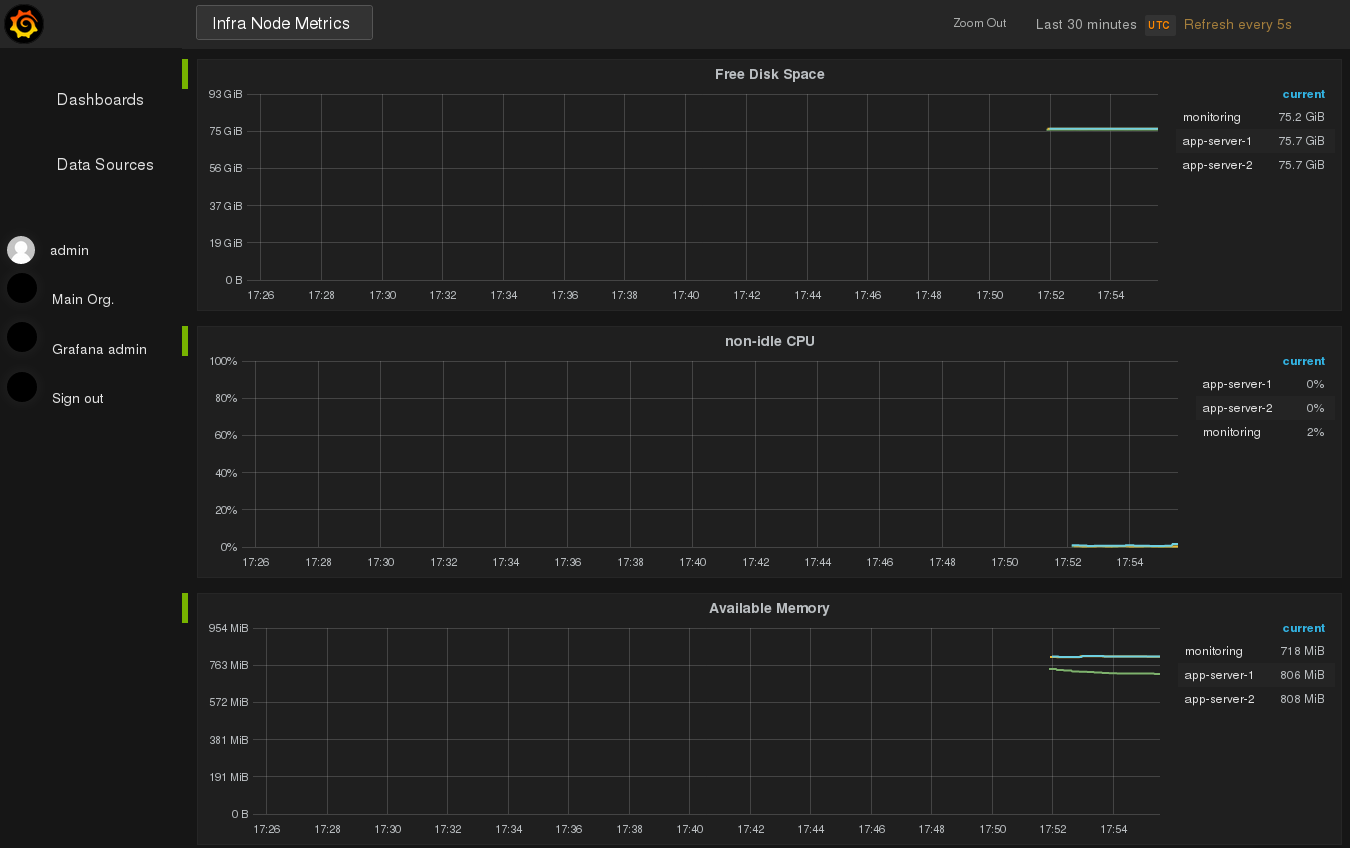 Infra Node Metrics
Zoom Out Last 30 minutes UTC Refresh every 5s
Dashboards
Data Sources
admin
Main Org.
Grafana admin
Sign out
Free Disk Space
93 GiB
75 GiB
56 GiB
37 GiB
19 GiB
0 B
17:26 17:28 17:30 17:32 17:34 17:36 17:38 17:40 17:42 17:44 17:46 17:48 17:50 17:52 17:54
current
monitoring 75.2 GiB
app-server-1 75.7 GiB
app-server-2 75.7 GiB
non-idle CPU
100%
80%
60%
40%
20%
0%
17:26 17:28 17:30 17:32 17:34 17:36 17:38 17:40 17:42 17:44 17:46 17:48 17:50 17:52 17:54
current
app-server-1 0%
app-server-2 0%
monitoring 2%
Available Memory
954 MiB
763 MiB
572 MiB
381 MiB
191 MiB
0 B
17:26 17:28 17:30 17:32 17:34 17:36 17:38 17:40 17:42 17:44 17:46 17:48 17:50 17:52 17:54
current
monitoring 718 MiB
app-server-1 806 MiB
app-server-2 808 MiB